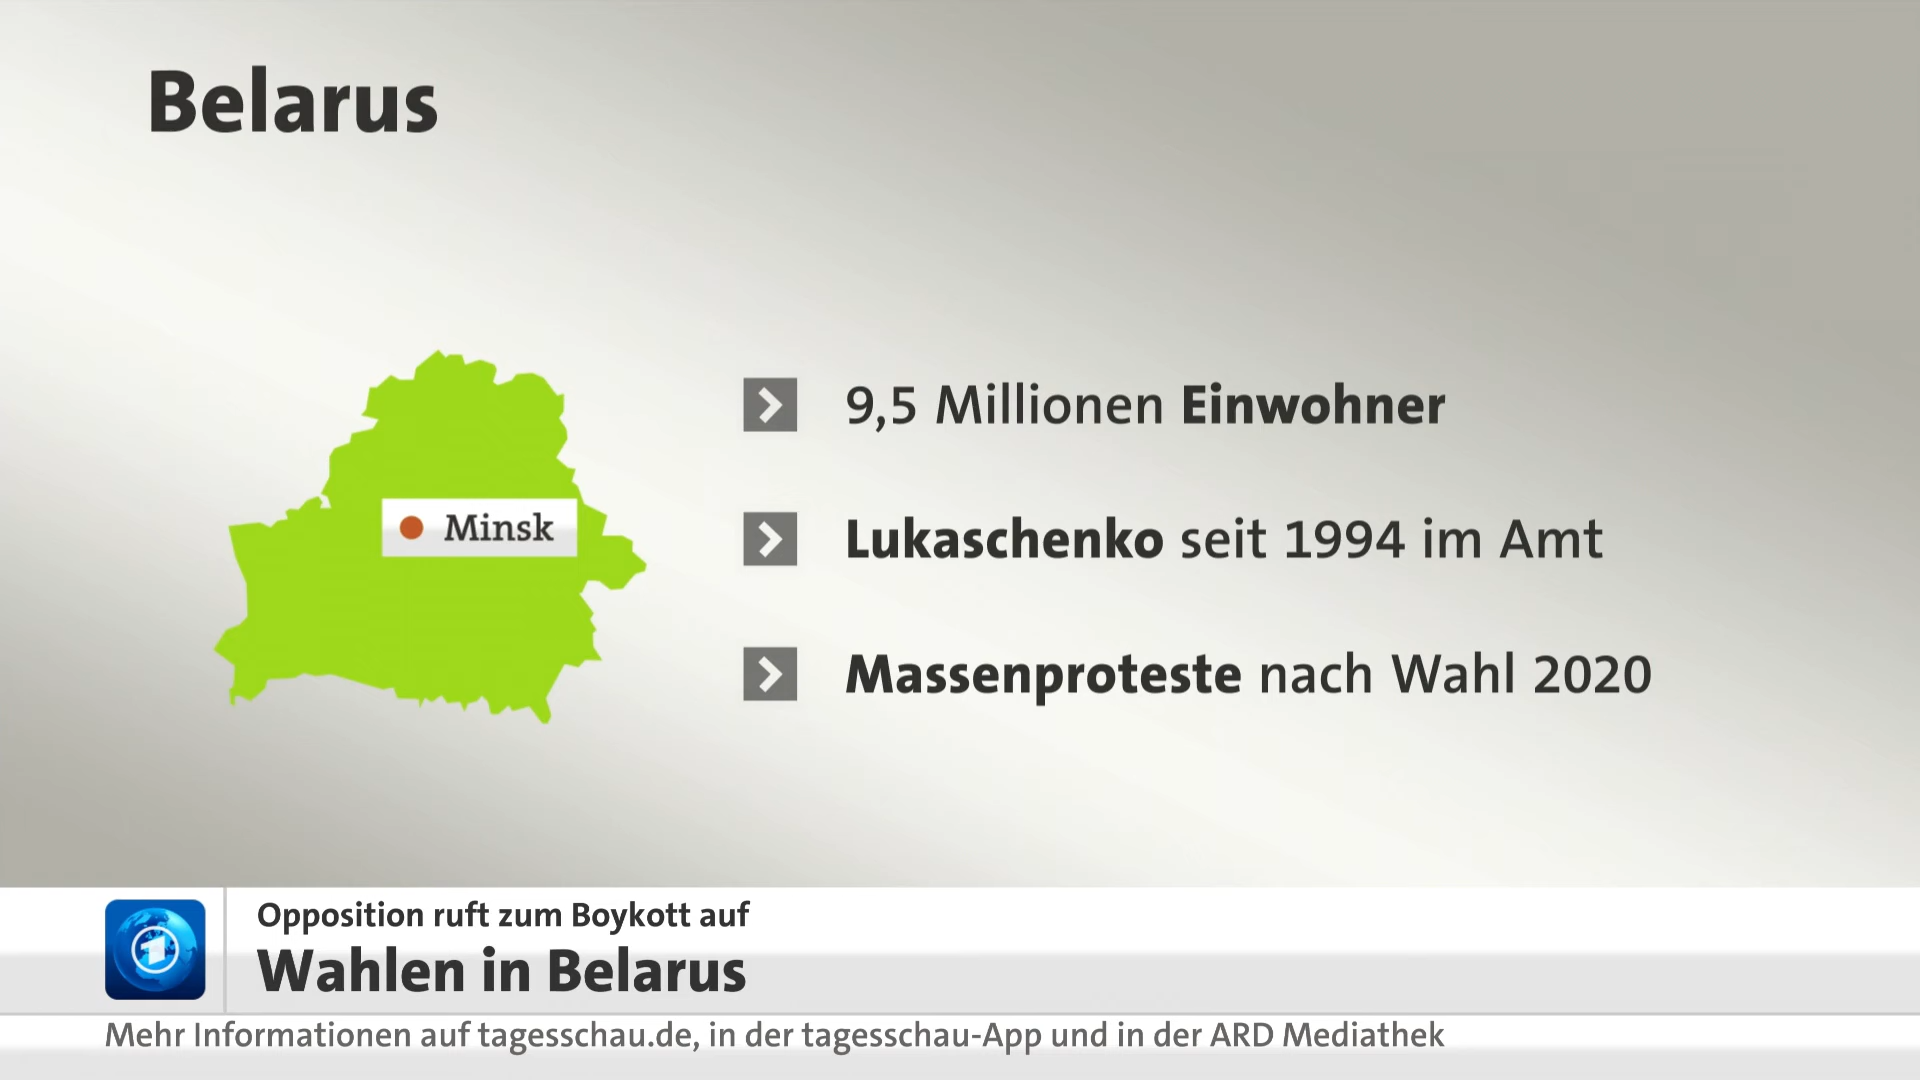 Belarus
Minsk
9,5 Millionen Einwohner
Lukaschenko seit 1994 im Amt
Massenproteste nach Wahl 2020
1
Opposition ruft zum Boykott auf
Wahlen in Belarus
Mehr Informationen auf tagesschau.de, in der tagesschau-App und in der ARD Mediathek